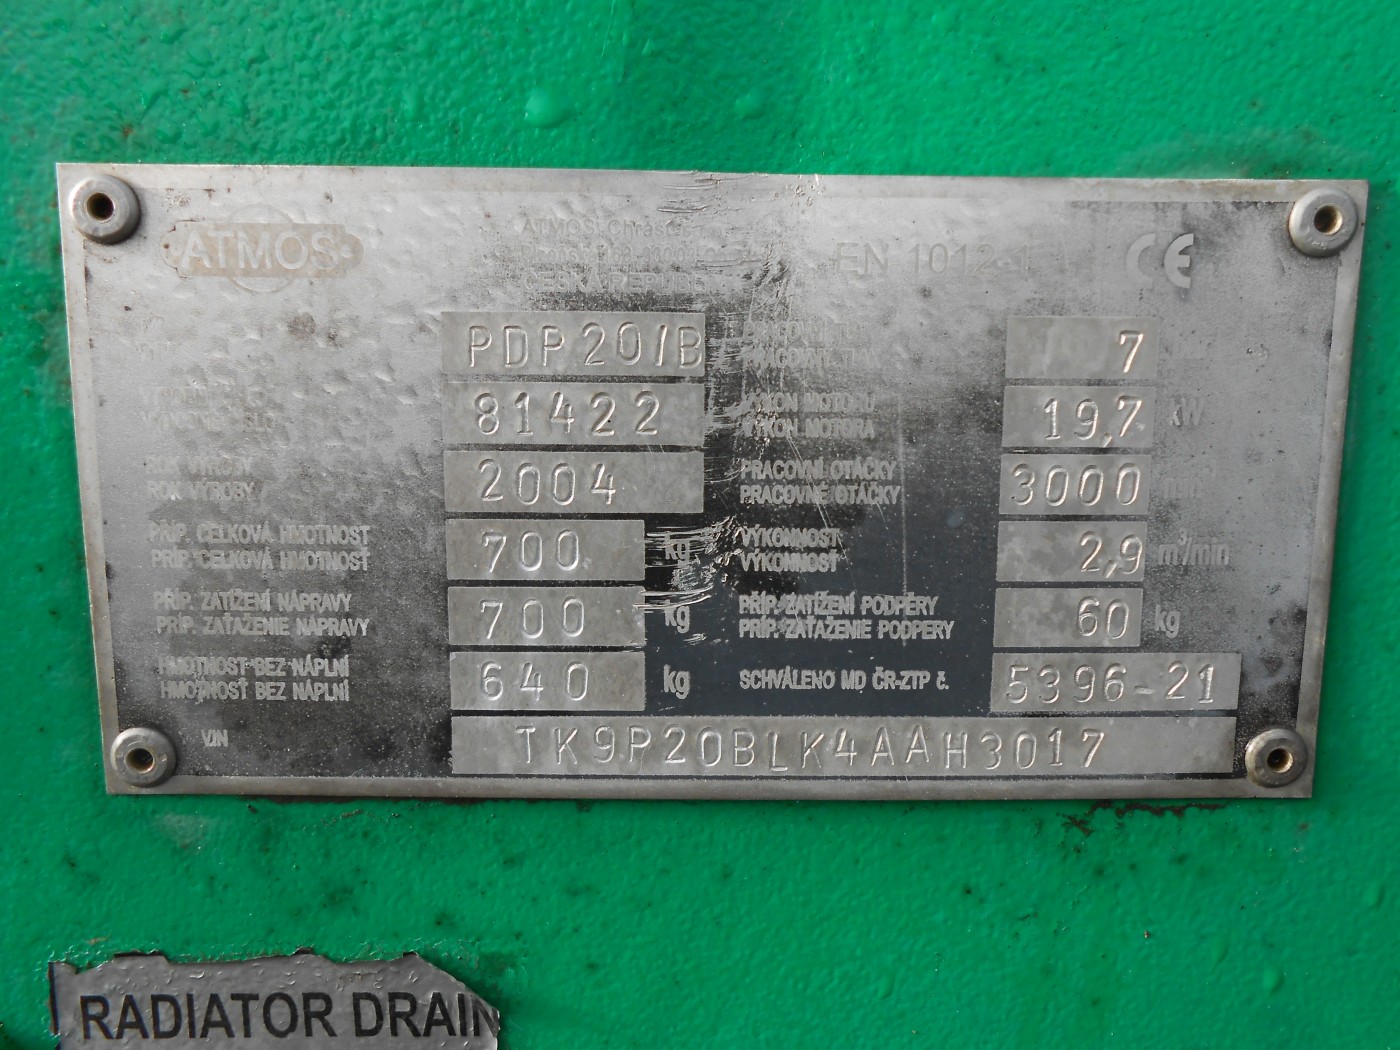 ATMOS
ATMOS
EN 1012-1
CE
PDP20/B
7
81422
VÝKON MOTORU
VÝKON MOTORA
19,7 kW
ROK VÝROBY
ROK VÝROBY
2004
PRACOVNÍ OTÁČKY
PRACOVNÉ OTÁČKY
3000
PŘÍP. CELKOVÁ HMOTNOST
PRÍP. CELKOVÁ HMOTNOSŤ
700 kg
VÝKONNOST
VÝKONNOSŤ
2,9 m³/min
PŘÍP. ZATÍŽENÍ NÁPRAVY
PRÍP. ZAŤAŽENIE NÁPRAVY
700 kg
PŘÍP. ZATÍŽENÍ PODPĚRY
PRÍP. ZAŤAŽENIE PODPERY
60 kg
HMOTNOST BEZ NÁPLNÍ
HMOTNOSŤ BEZ NÁPLNÍ
640 kg
SCHVÁLENO MD ČR-ZTP č.
5396-21
VIN
TK9P20BLK4AAH3017
RADIATOR DRAIN